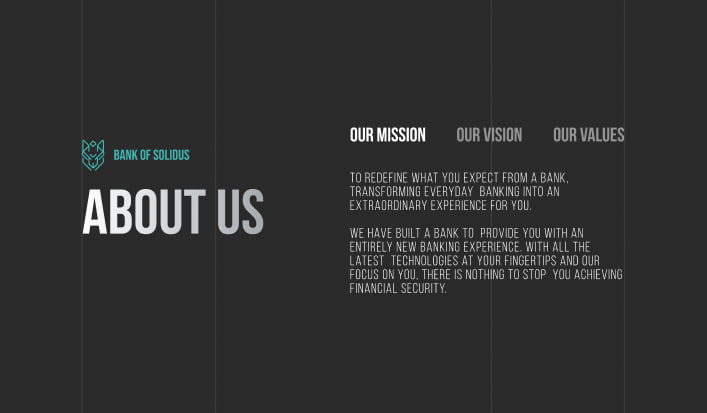 BANK OF SOLIDUS
ABOUT US
OUR MISSION OUR VISION OUR VALUES
TO REDEFINE WHAT YOU EXPECT FROM A BANK,
TRANSFORMING EVERYDAY BANKING INTO AN
EXTRAORDINARY EXPERIENCE FOR YOU.
WE HAVE BUILT A BANK TO PROVIDE YOU WITH AN
ENTIRELY NEW BANKING EXPERIENCE. WITH ALL THE
LATEST TECHNOLOGIES AT YOUR FINGERTIPS AND OUR
FOCUS ON YOU, THERE IS NOTHING TO STOP YOU ACHIEVING
FINANCIAL SECURITY.